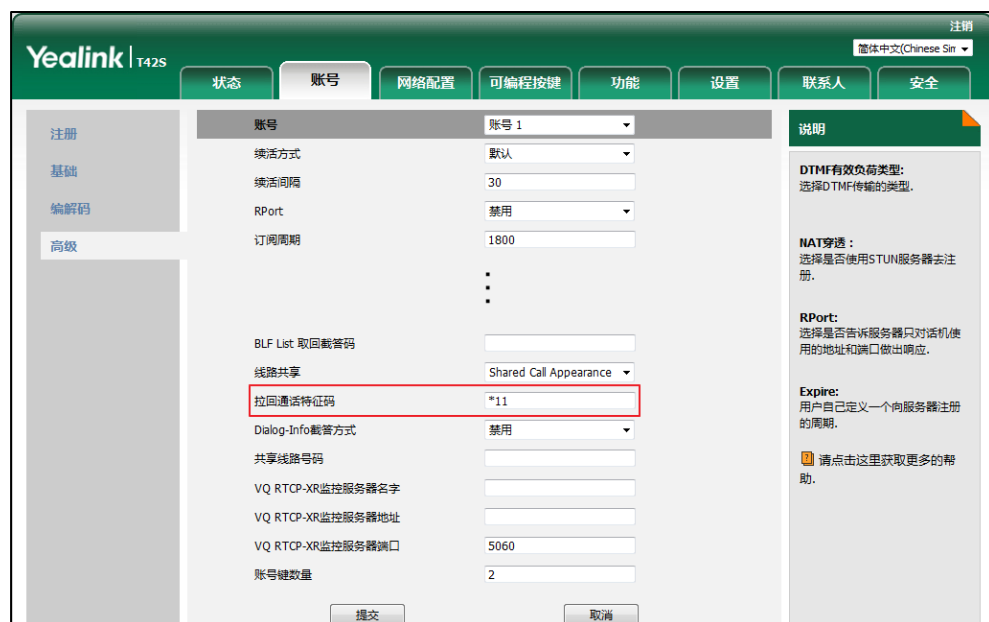 注销
Yealink | T42S
简体中文(Chinese Sim
状态
账号
网络配置
可编程按键
功能
设置
联系人
安全
注册
基础
编解码
高级
账号 账号 1
续活方式 默认
续活间隔 30
RPort 禁用
订阅周期 1800
BLF List 取回截答码
线路共享 Shared Call Appearance
拉回通话特征码 *11
Dialog-Info截答方式 禁用
共享线路号码
VQ RTCP-XR监控服务器名字
VQ RTCP-XR监控服务器地址
VQ RTCP-XR监控服务器端口 5060
账号键数量 2
提交 取消
说明
DTMF有效负荷类型:
选择DTMF传输的类型.
NAT穿透：
选择是否使用STUN服务器去注
册.
RPort:
选择是否告诉服务器只对话机使
用的地址和端口做出响应.
Expire:
用户自己定义一个向服务器注册
的周期.
请点击这里获取更多的帮
助.